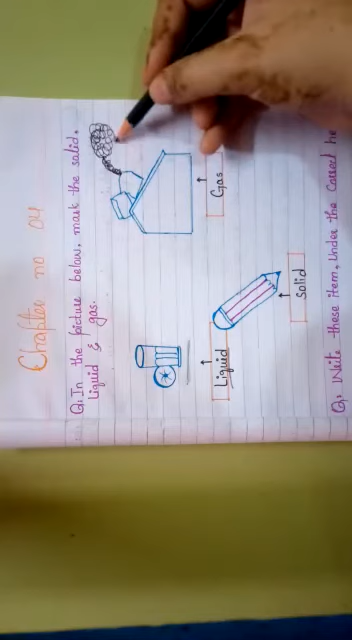 Chapter no 04
Q: In the picture below, mark the solid,
Liquid & gas.
Liquid
Gas
Solid
Q: Write these item. Under the correct he